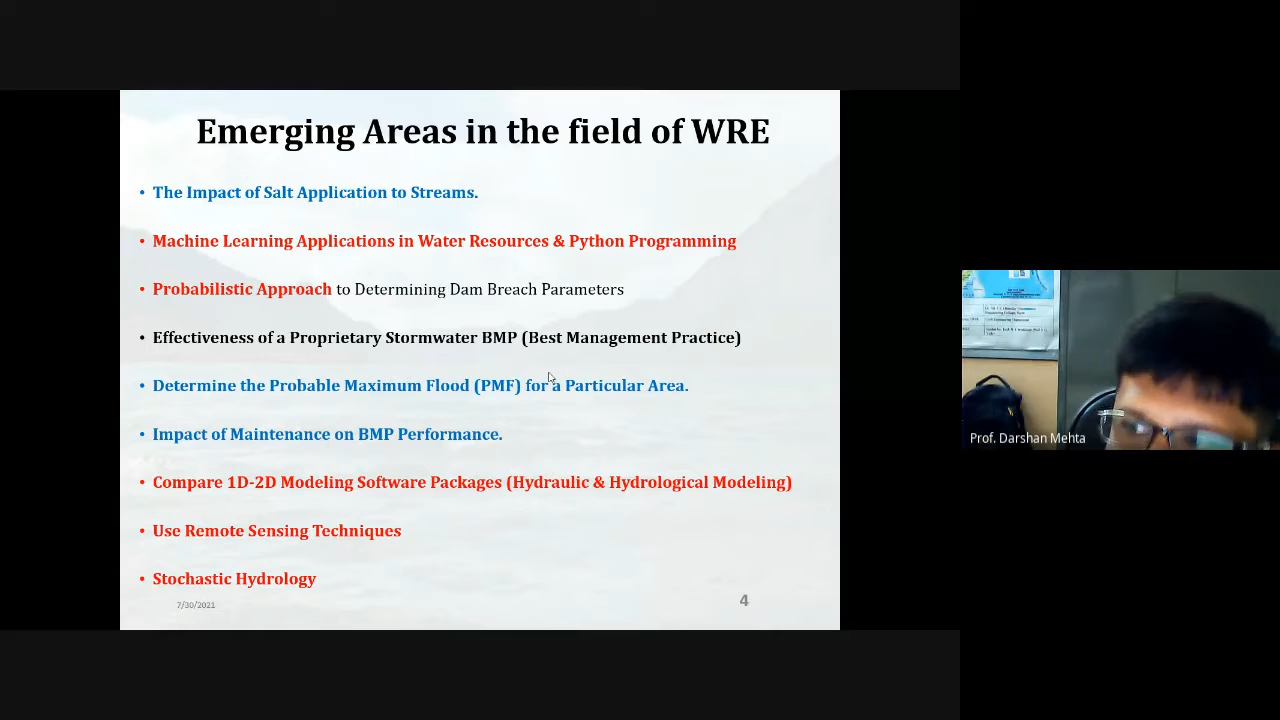 Emerging Areas in the field of WRE
• The Impact of Salt Application to Streams.
• Machine Learning Applications in Water Resources & Python Programming
• Probabilistic Approach to Determining Dam Breach Parameters
• Effectiveness of a Proprietary Stormwater BMP (Best Management Practice)
• Determine the Probable Maximum Flood (PMF) for a Particular Area.
• Impact of Maintenance on BMP Performance.
• Compare 1D-2D Modeling Software Packages (Hydraulic & Hydrological Modeling)
• Use Remote Sensing Techniques
• Stochastic Hydrology
7/30/2021
4
Prof. Darshan Mehta